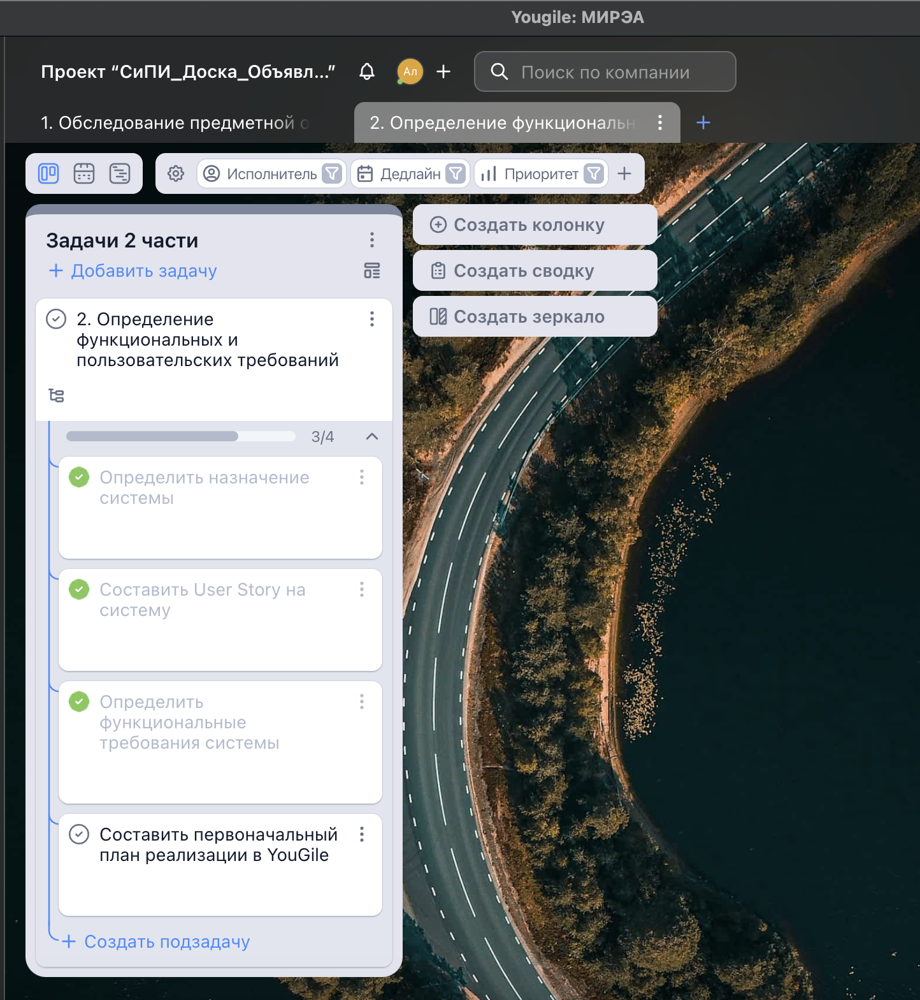 Yougile: МИРЭА
Проект “СиПИ_Доска_Объявл...”
Ал
Поиск по компании
1. Обследование предметной о
2. Определение функциональн
Исполнитель
Дедлайн
Приоритет
Задачи 2 части
Добавить задачу
Создать колонку
Создать сводку
Создать зеркало
2. Определение
функциональных и
пользовательских требований
3/4
Определить назначение
системы
Составить User Story на
систему
Определить
функциональные
требования системы
Составить первоначальный
план реализации в YouGile
Создать подзадачу